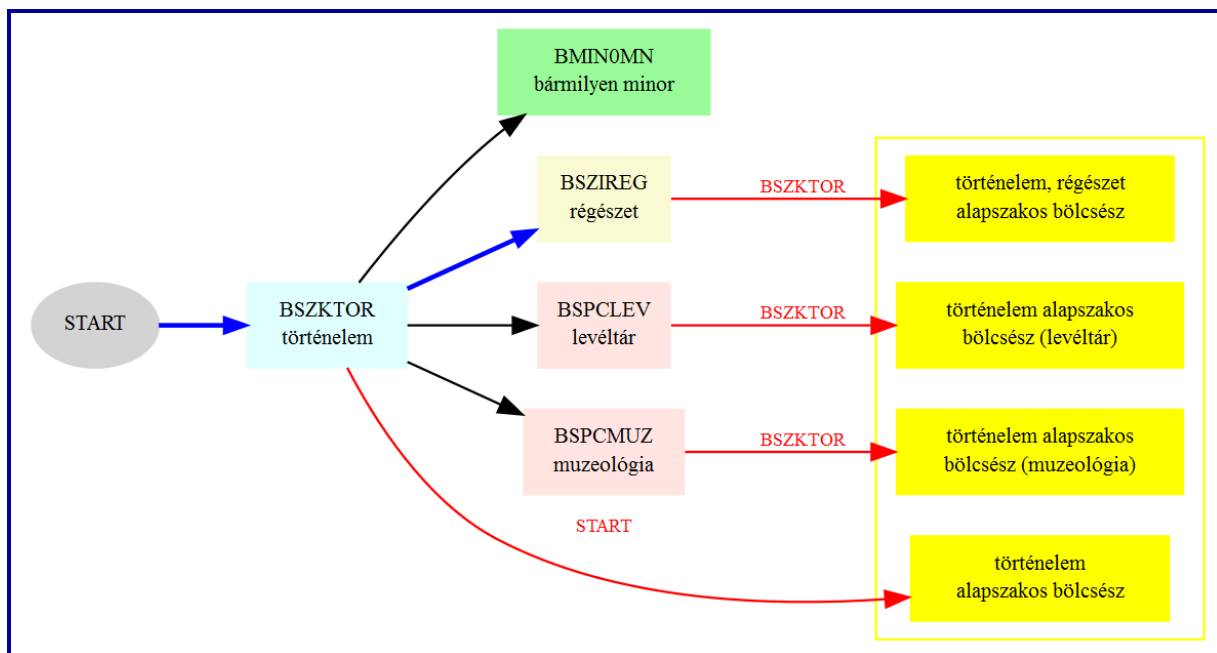 BMIN0MN
bármilyen minor
BSZIREG
régészet
BSZKTOR
történelem, régészet
alapszakos bölcsész
START
BSZKTOR
történelem
BSPCLEV
levéltár
BSZKTOR
történelem alapszakos
bölcsész (levéltár)
BSPCMUZ
muzeológia
BSZKTOR
történelem alapszakos
bölcsész (muzeológia)
START
történelem
alapszakos bölcsész